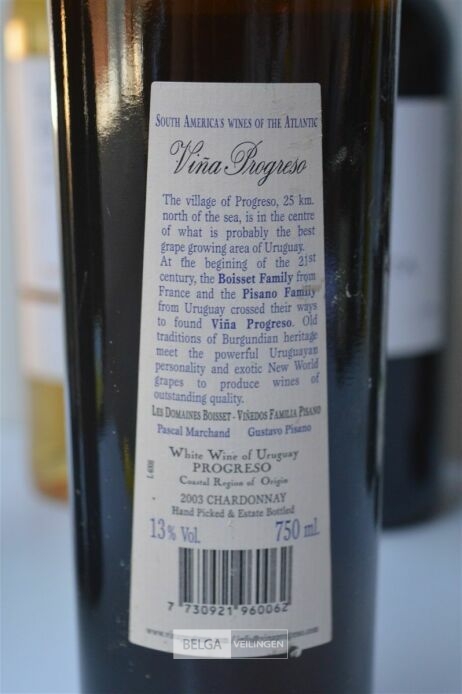 SOUTH AMERICA'S WINES OF THE ATLANTIC
Viña Progreso
The village of Progreso, 25 km.
north of the sea, is in the centre
of what is probably the best
grape growing area of Uruguay.
At the begining of the 21st
century, the Boisset Family from
France and the Pisano Family
from Uruguay crossed their ways
to found Viña Progreso. Old
traditions of Burgundian heritage
meet the powerful Uruguayan
personality and exotic New World
grapes to produce wines of
outstanding quality.
LES DOMAINES BOISSET - VIÑEDOS FAMILIA PISANO
Pascal Marchand Gustavo Pisano
White Wine of Uruguay
PROGRESO
Coastal Region of Origin
2003 CHARDONNAY
Hand Picked & Estate Bottled
13% Vol. 750 mL
7 730921 960062
BELGA VEILINGEN